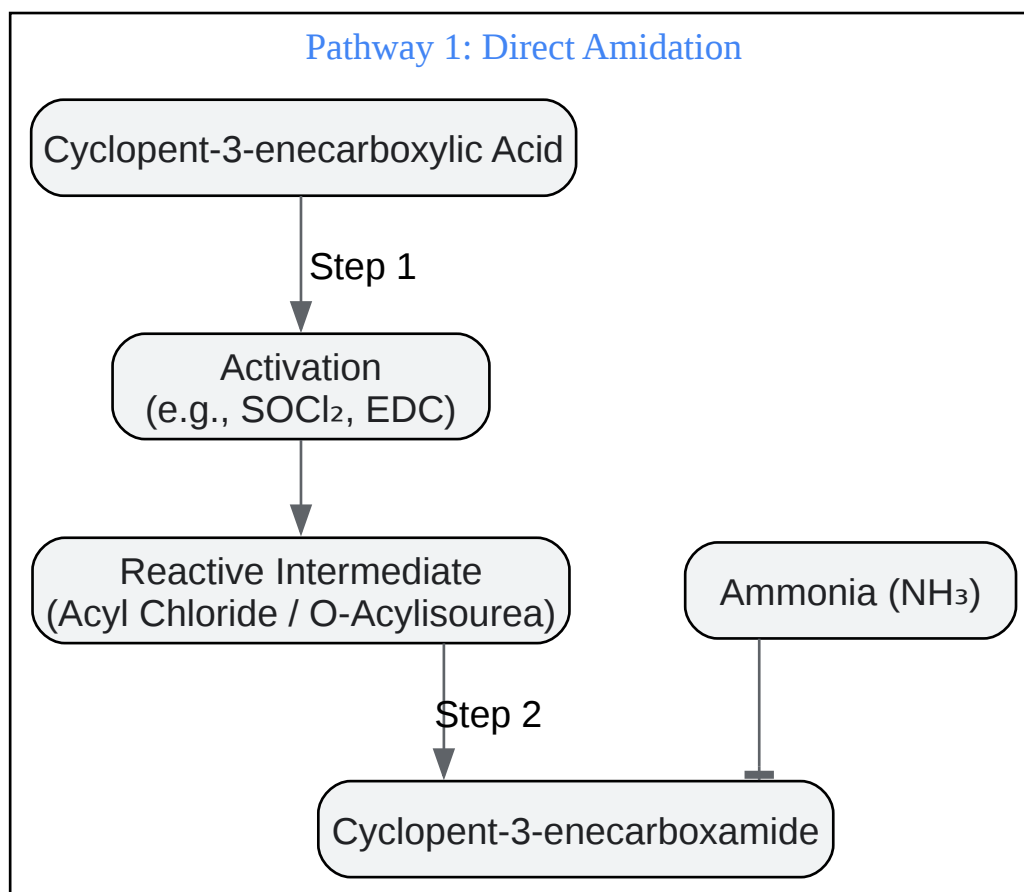 Pathway 1: Direct Amidation
Cyclopent-3-enecarboxylic Acid
Step 1
Activation
(e.g., SOCl₂, EDC)
Reactive Intermediate
(Acyl Chloride / O-Acylisourea)
Ammonia (NH₃)
Step 2
Cyclopent-3-enecarboxamide